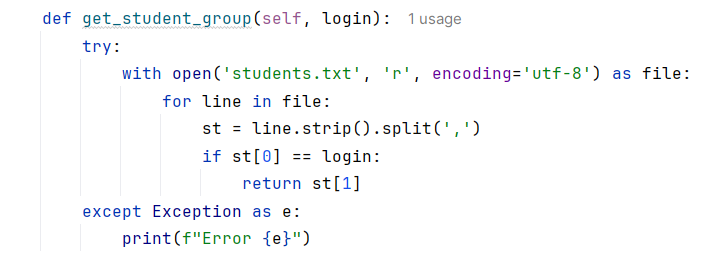 def get_student_group(self, login):  1 usage
    try:
        with open('students.txt', 'r', encoding='utf-8') as file:
            for line in file:
                st = line.strip().split(',')
                if st[0] == login:
                    return st[1]
    except Exception as e:
        print(f"Error {e}")